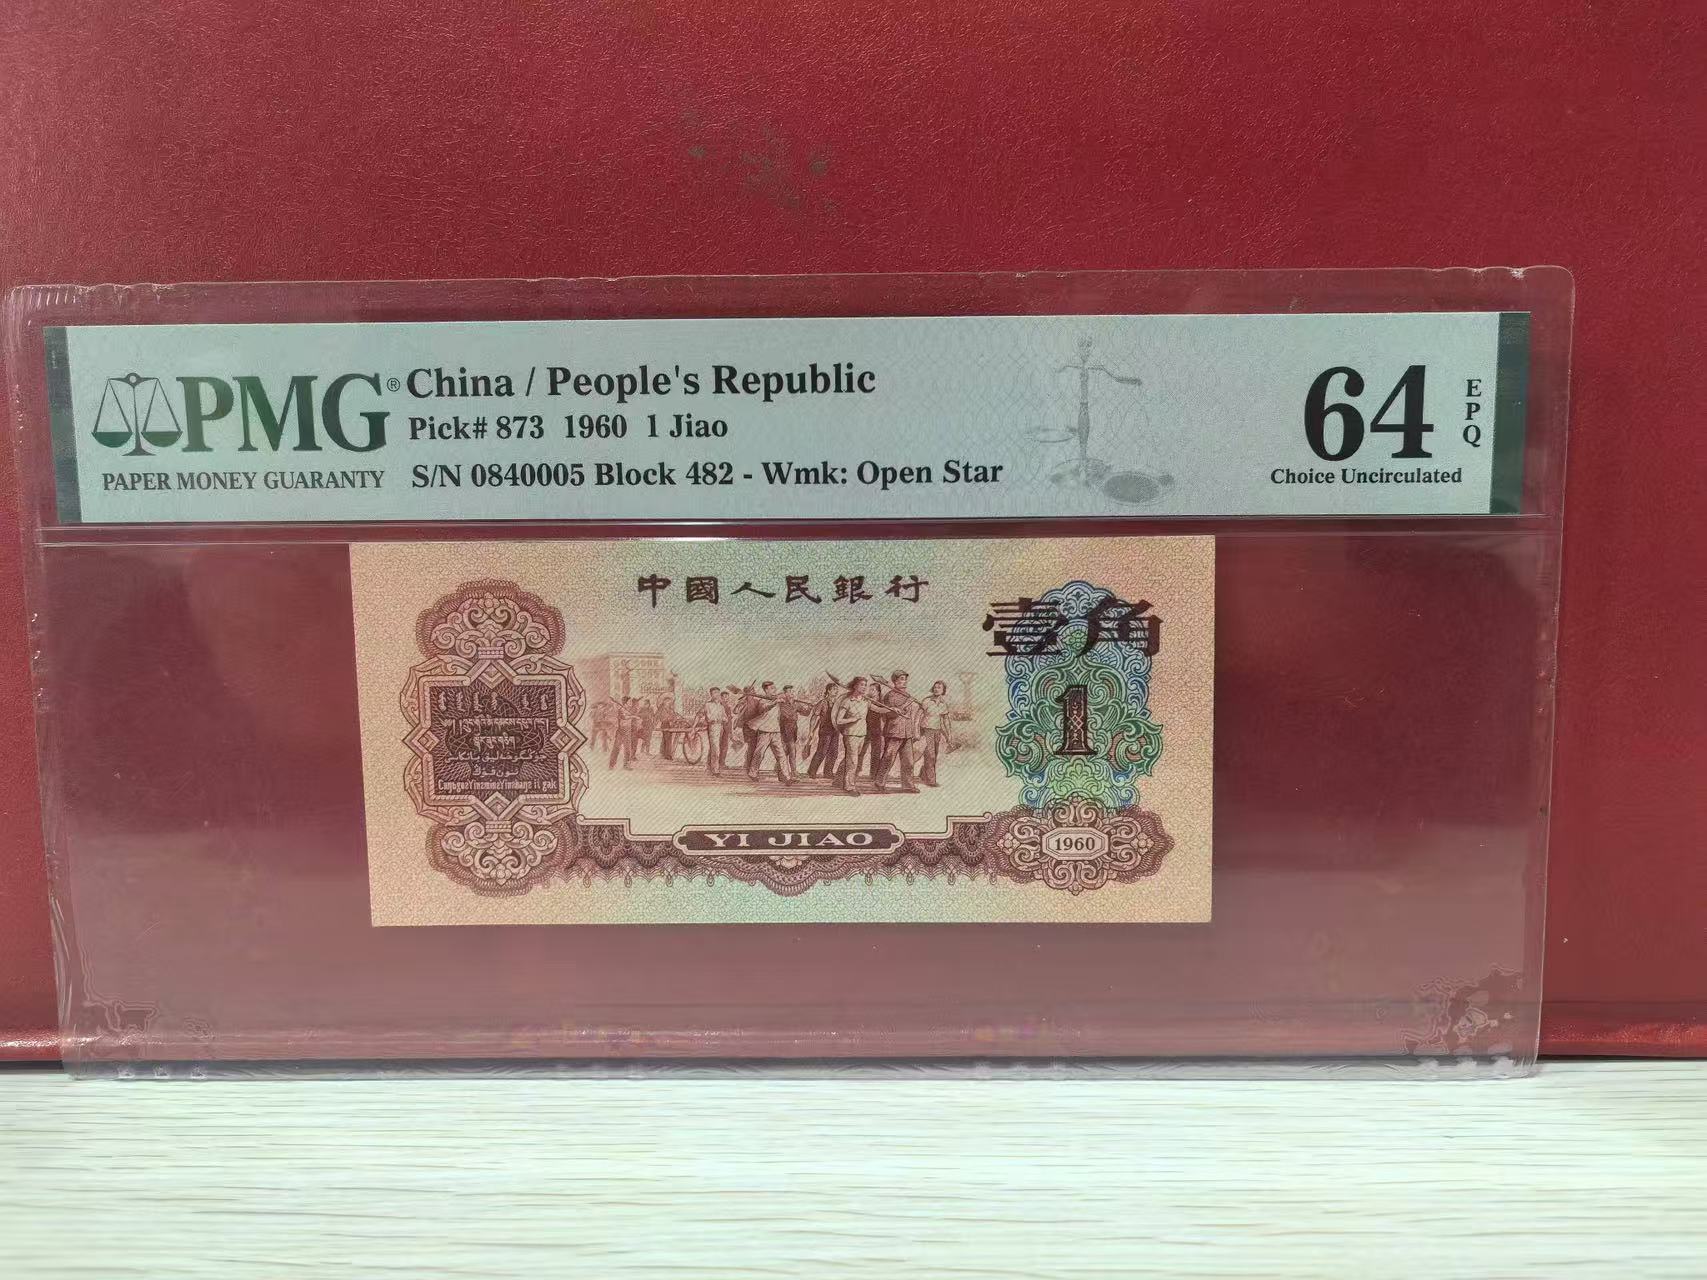 PMG®
PAPER MONEY GUARANTY
China / People's Republic
Pick# 873 1960 1 Jiao
S/N 0840005 Block 482 - Wmk: Open Star
64
EPQ
Choice Uncirculated
中國人民銀行
壹角
1
YI JIAO
1960